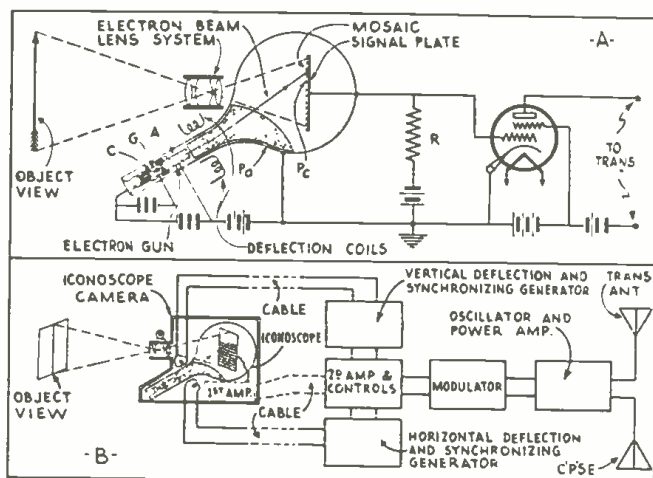 ELECTRON BEAM
LENS SYSTEM
MOSAIC
SIGNAL PLATE
-A-
G A
C
R
TO
TRANS
OBJECT
VIEW
Pa
Pc
ELECTRON GUN
DEFLECTION COILS
ICONOSCOPE
CAMERA
CABLE
VERTICAL DEFLECTION AND
SYNCHRONIZING GENERATOR
TRANS
ANT
OSCILLATOR AND
POWER AMP.
ICONOSCOPE
1ST AMP.
2D AMP &
CONTROLS
MODULATOR
OBJECT
VIEW
CABLE
HORIZONTAL DEFLECTION
AND SYNCHRONIZING
GENERATOR
-B-
C'P'SE